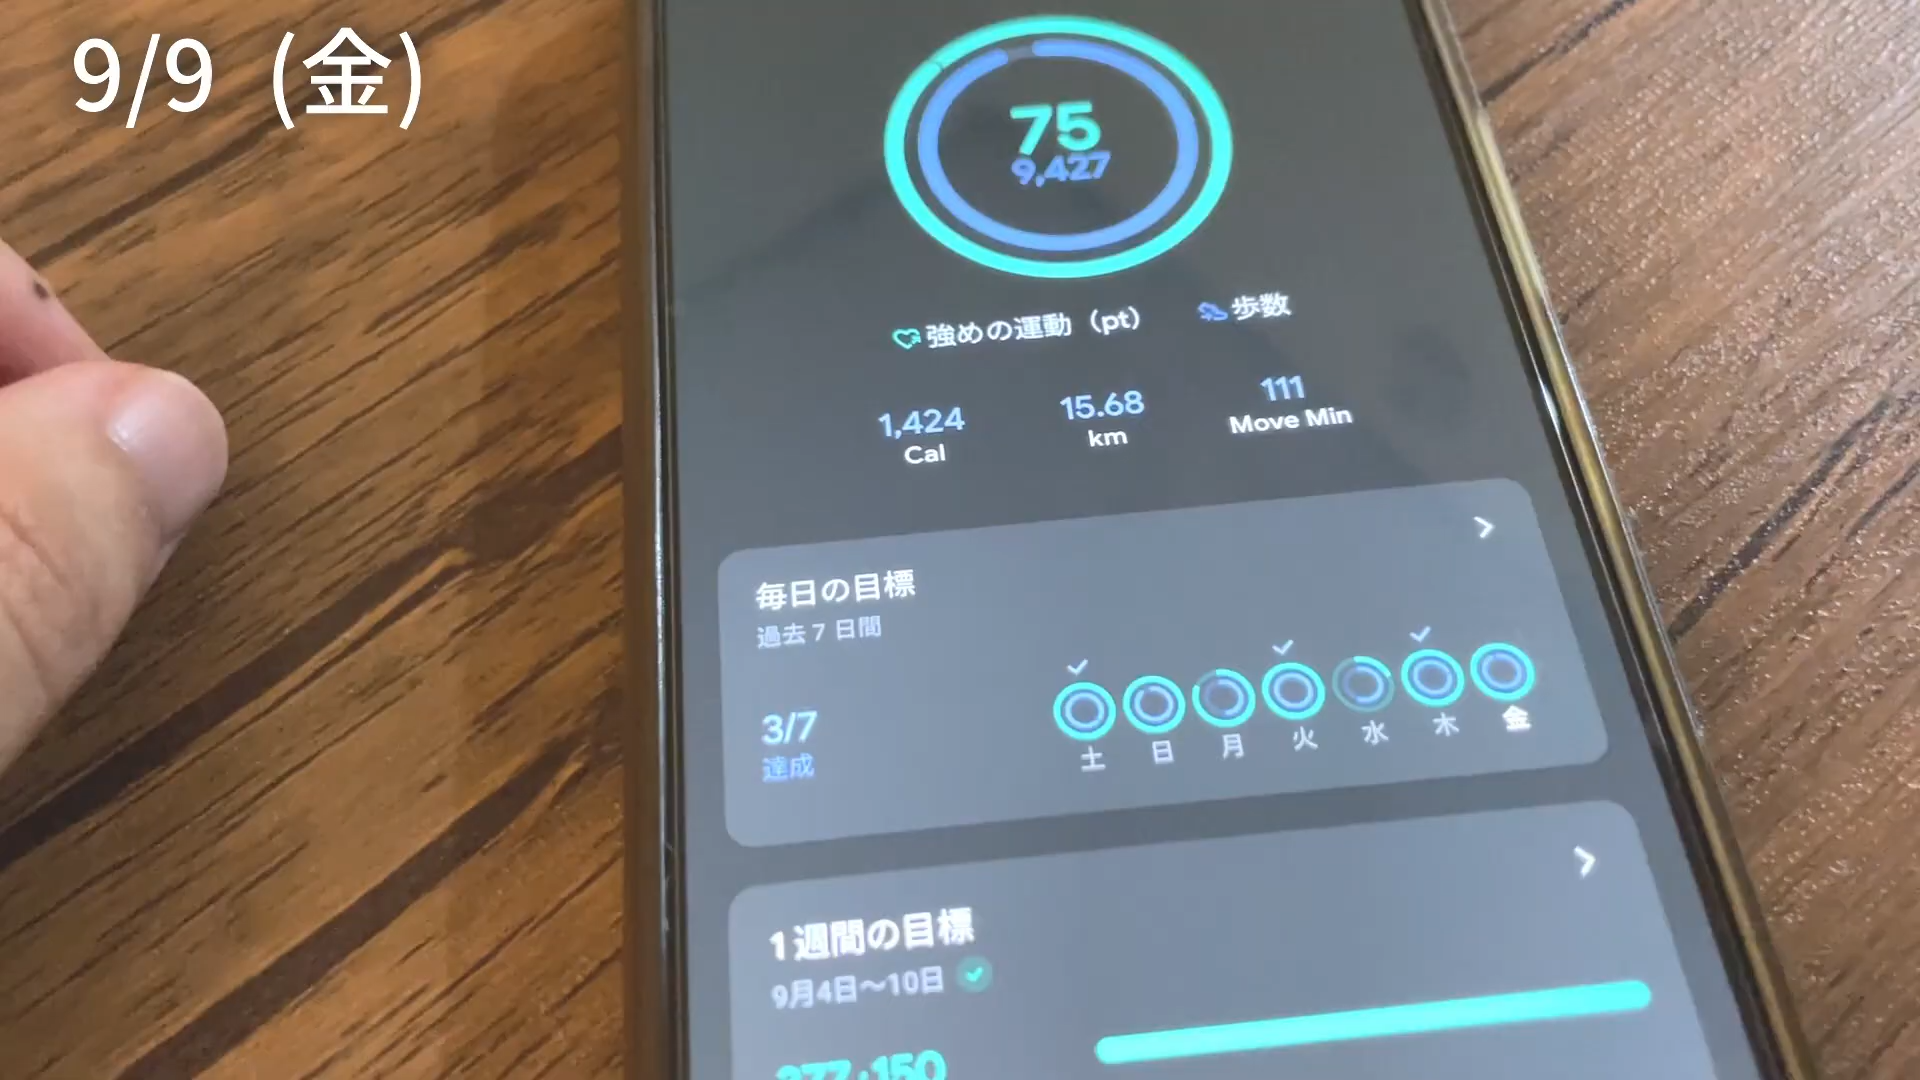 9/9 (金)
75
9,427
強めの運動 (pt) 歩数
1,424 15.68 111
Cal km Move Min
毎日の目標
過去 7 日間
3/7
達成
土 日 月 火 水 木 金
1 週間の目標
9月4日～10日